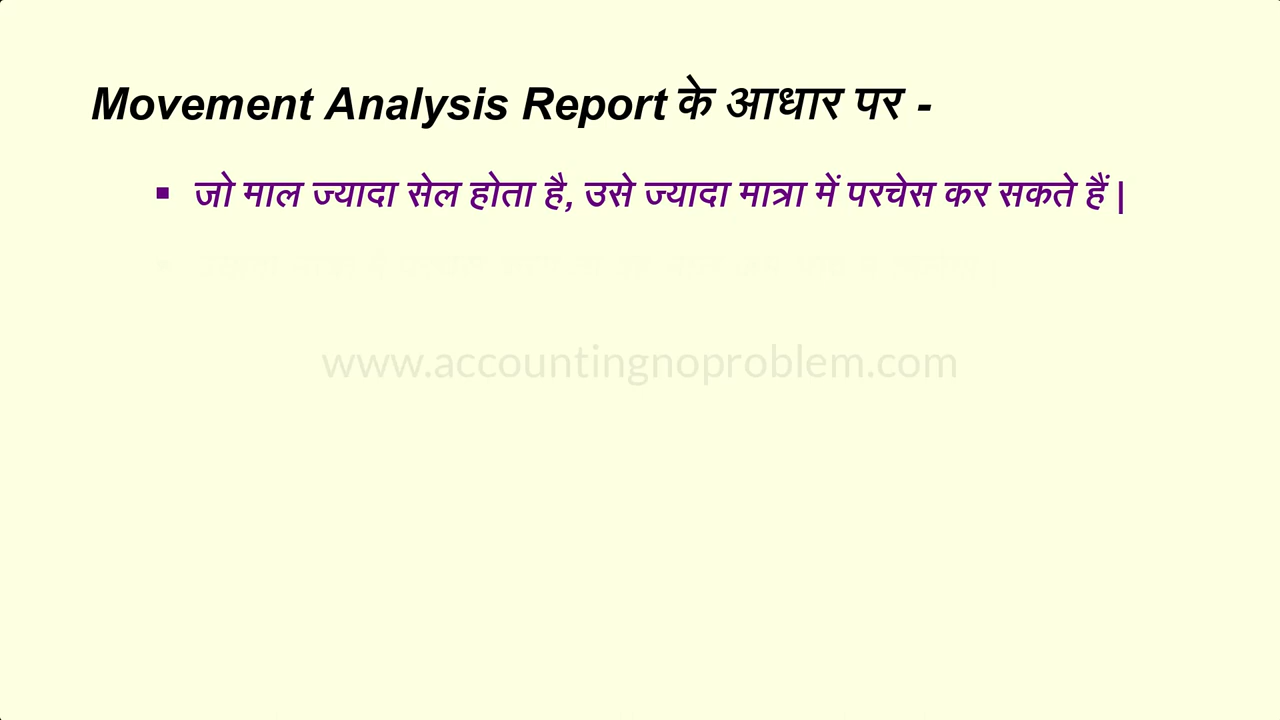 Movement Analysis Report के आधार पर -
▪ जो माल ज्यादा सेल होता है, उसे ज्यादा मात्रा में परचेस कर सकते हैं |
www.accountingnoproblem.com